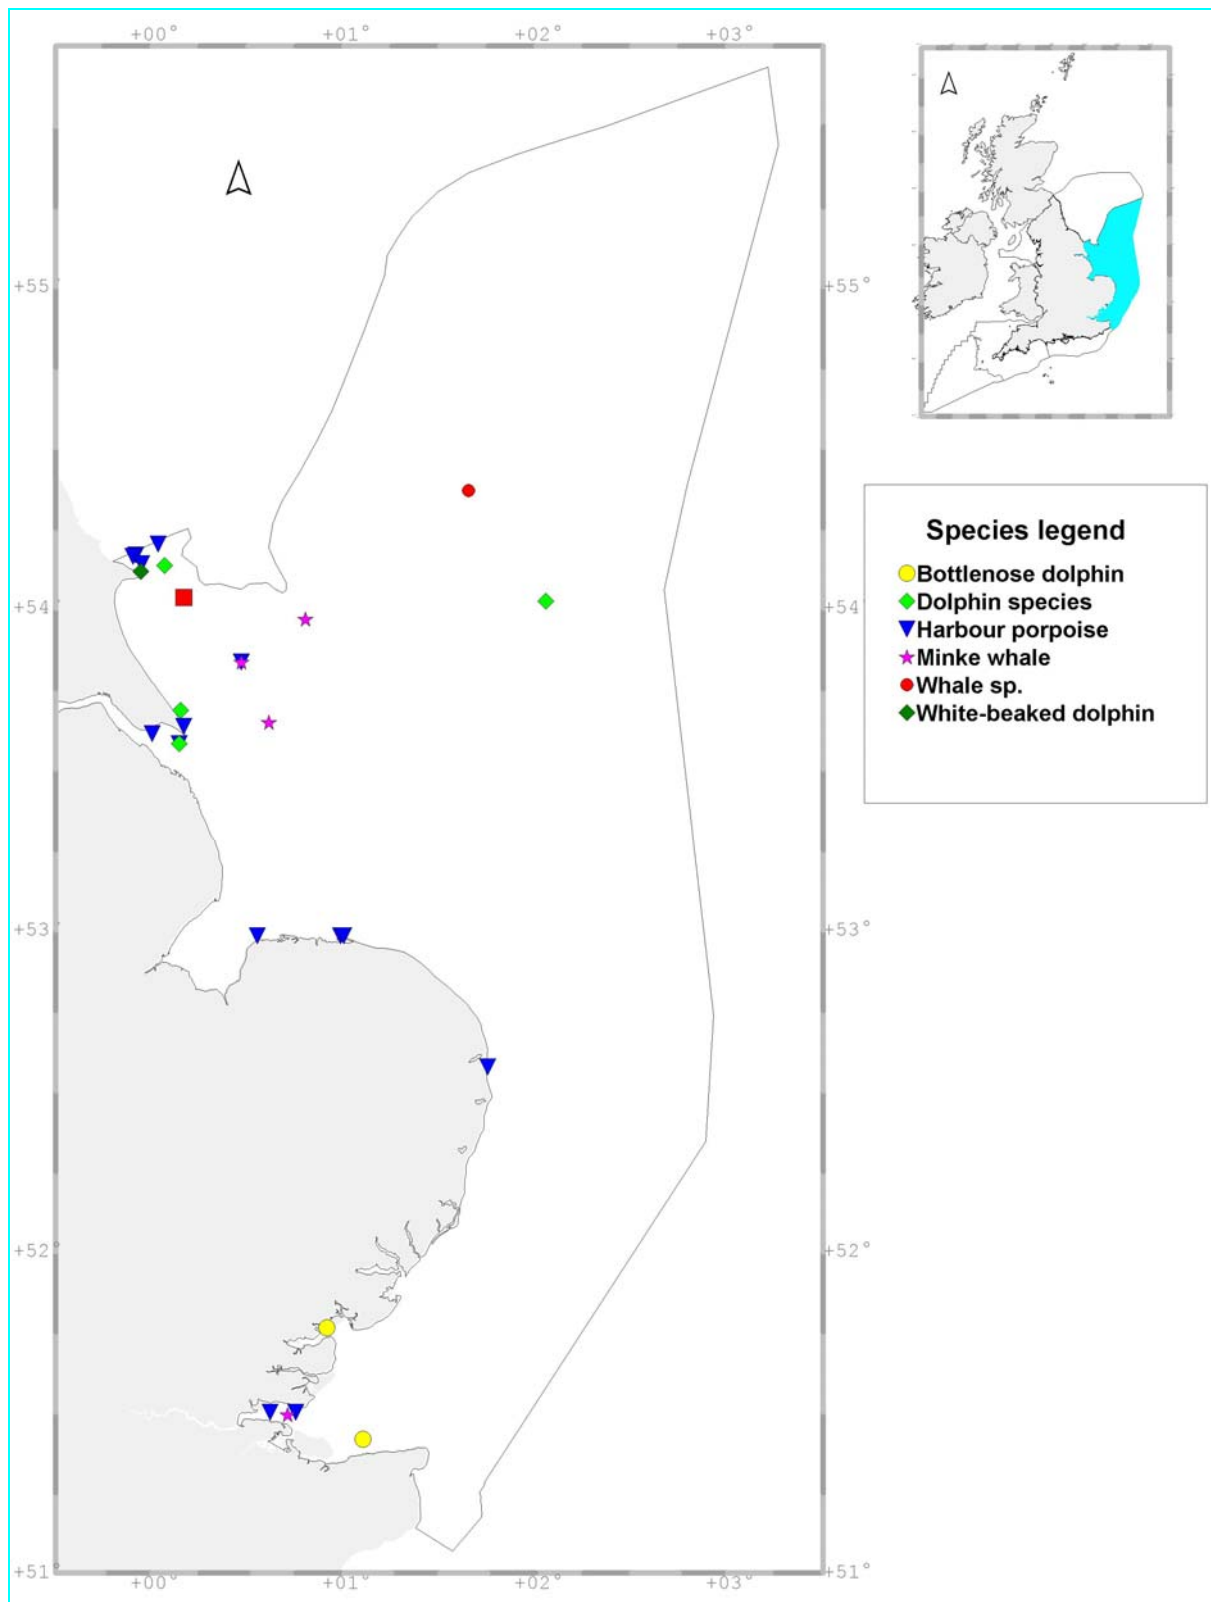 +00° +01° +02° +03°
+55° +55°
+54° +54°
+53° +53°
+52° +52°
+51° +51°
+00° +01° +02° +03°
Species legend
Bottlenose dolphin
Dolphin species
Harbour porpoise
Minke whale
Whale sp.
White-beaked dolphin